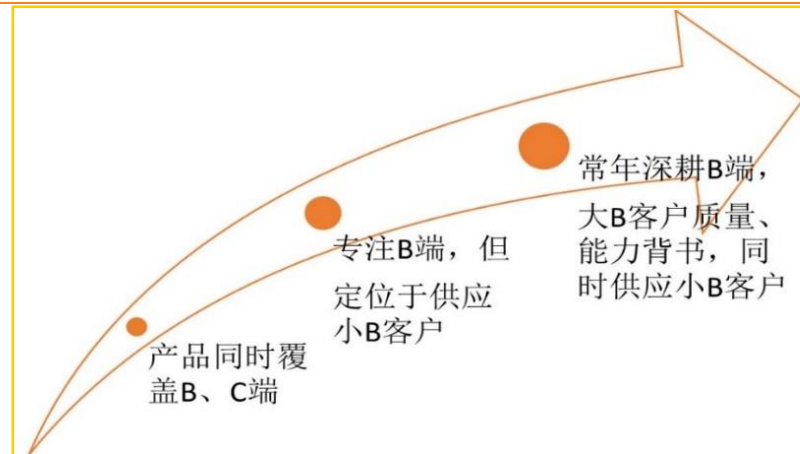 常年深耕B端，
大B客户质量、
能力背书，同
时供应小B客户
专注B端，但
定位于供应
小B客户
产品同时覆
盖B、C端